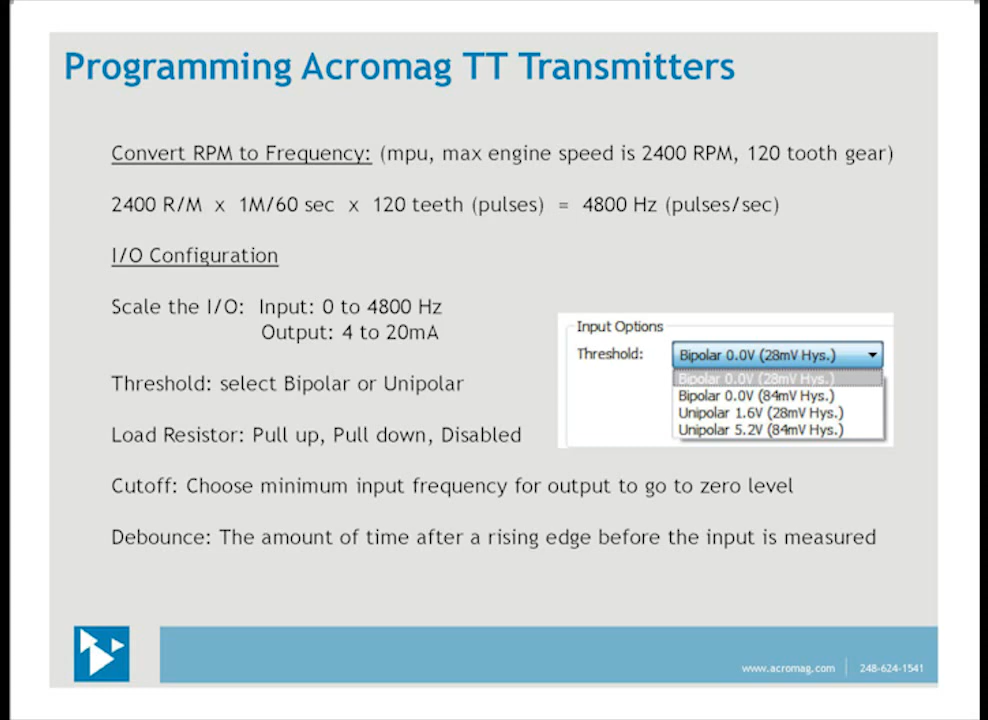 Programming Acromag TT Transmitters
Convert RPM to Frequency: (mpu, max engine speed is 2400 RPM, 120 tooth gear)
2400 R/M x 1M/60 sec x 120 teeth (pulses) = 4800 Hz (pulses/sec)
I/O Configuration
Scale the I/O: Input: 0 to 4800 Hz
Output: 4 to 20mA
Threshold: select Bipolar or Unipolar
Load Resistor: Pull up, Pull down, Disabled
Input Options
Threshold: Bipolar 0.0V (28mV Hys.)
Bipolar 0.0V (28mV Hys.)
Bipolar 0.0V (84mV Hys.)
Unipolar 1.6V (28mV Hys.)
Unipolar 5.2V (84mV Hys.)
Cutoff: Choose minimum input frequency for output to go to zero level
Debounce: The amount of time after a rising edge before the input is measured
www.acromag.com 248-624-1541